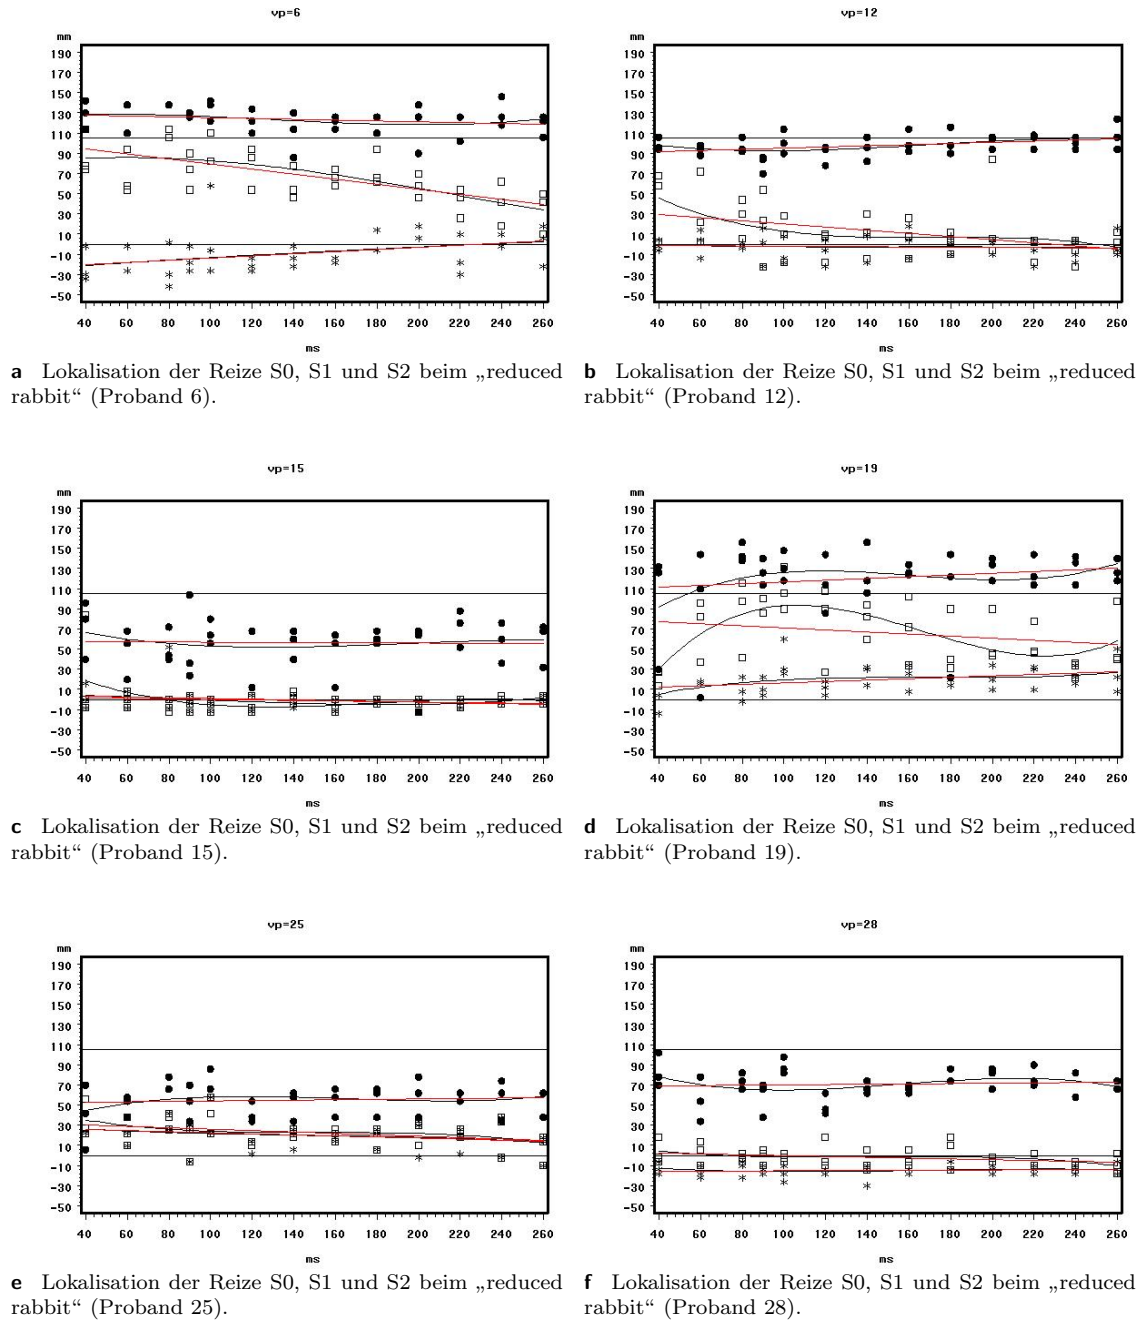 vp=6
mm
190
170
150
130
110
90
70
50
30
10
-10
-30
-50
40 60 80 100 120 140 160 180 200 220 240 260
ms
a Lokalisation der Reize S0, S1 und S2 beim „reduced
rabbit“ (Proband 6).
vp=12
mm
190
170
150
130
110
90
70
50
30
10
-10
-30
-50
40 60 80 100 120 140 160 180 200 220 240 260
ms
b Lokalisation der Reize S0, S1 und S2 beim „reduced
rabbit“ (Proband 12).
vp=15
mm
190
170
150
130
110
90
70
50
30
10
-10
-30
-50
40 60 80 100 120 140 160 180 200 220 240 260
ms
c Lokalisation der Reize S0, S1 und S2 beim „reduced
rabbit“ (Proband 15).
vp=19
mm
190
170
150
130
110
90
70
50
30
10
-10
-30
-50
40 60 80 100 120 140 160 180 200 220 240 260
ms
d Lokalisation der Reize S0, S1 und S2 beim „reduced
rabbit“ (Proband 19).
vp=25
mm
190
170
150
130
110
90
70
50
30
10
-10
-30
-50
40 60 80 100 120 140 160 180 200 220 240 260
ms
e Lokalisation der Reize S0, S1 und S2 beim „reduced
rabbit“ (Proband 25).
vp=28
mm
190
170
150
130
110
90
70
50
30
10
-10
-30
-50
40 60 80 100 120 140 160 180 200 220 240 260
ms
f Lokalisation der Reize S0, S1 und S2 beim „reduced
rabbit“ (Proband 28).